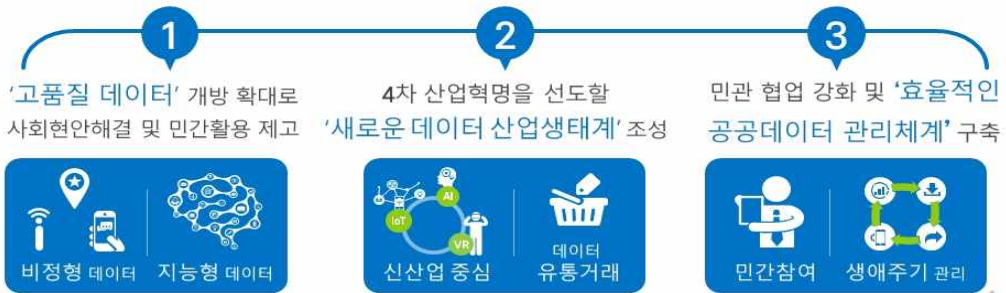 1
'고품질 데이터' 개방 확대로
사회현안해결 및 민간활용 제고
비정형 데이터
지능형 데이터
2
4차 산업혁명을 선도할
'새로운 데이터 산업생태계' 조성
AI
IoT
VR
신산업 중심
데이터
유통거래
3
민관 협업 강화 및 '효율적인
공공데이터 관리체계' 구축
민간참여
생애주기 관리